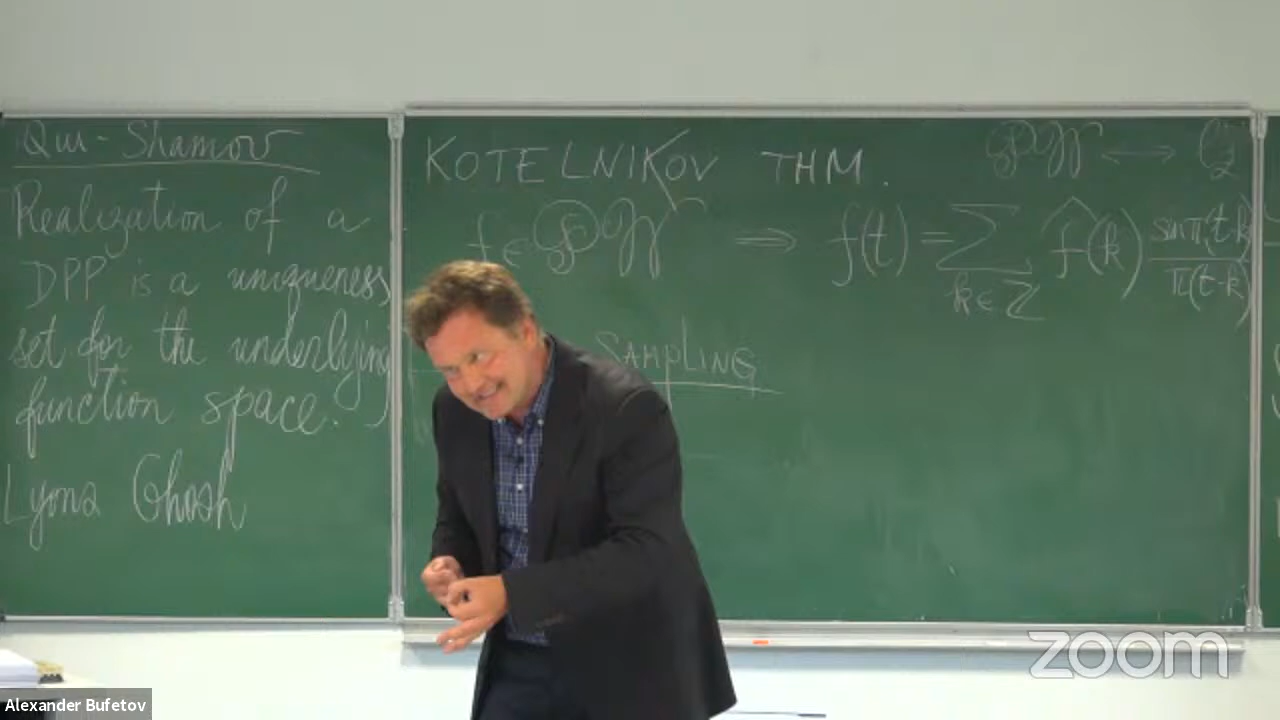 Qui - Shamov
Realization of a
DPP is a uniqueness
set for the underlying
function space.
Lyons Ghosh
KOTELNIKOV THM.
f ∈ 𝒫𝒲 ⟹ f(t) = ∑_{k∈ℤ} f̂(k) sin π(t-k) / π(t-k)
𝒫𝒲 ↔
SAMPLING
zoom
Alexander Bufetov